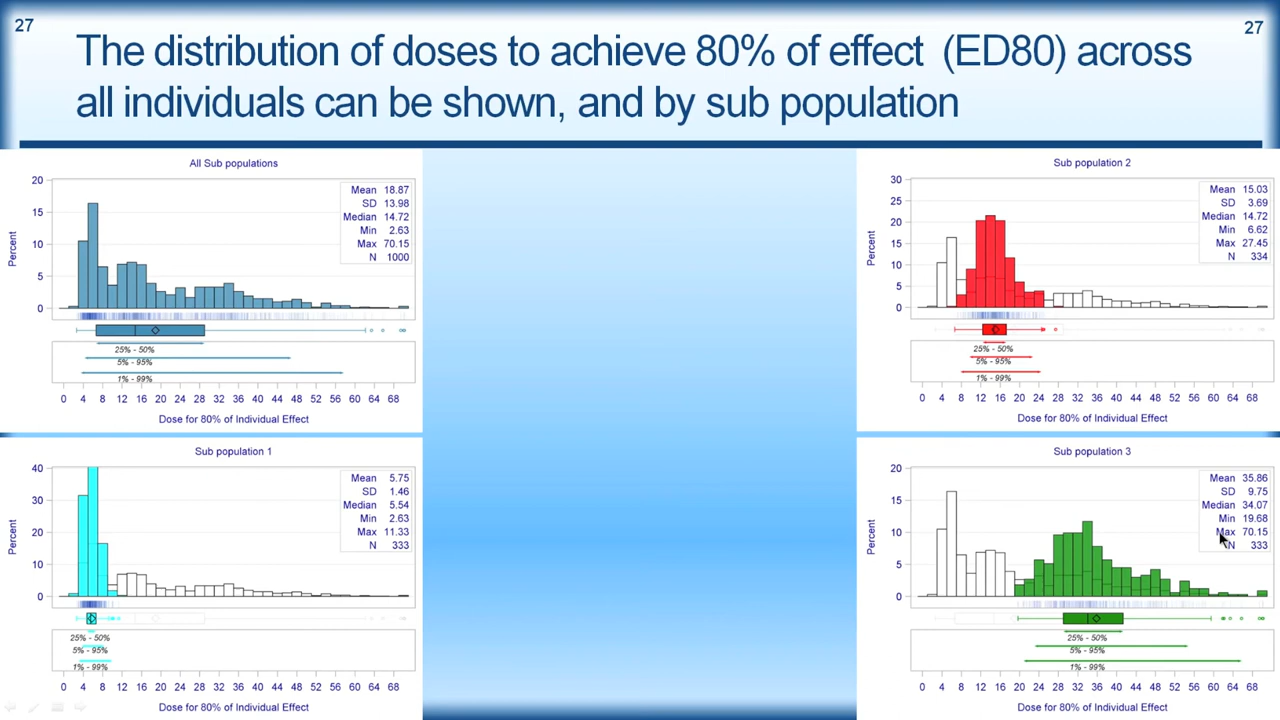 27
27
The distribution of doses to achieve 80% of effect (ED80) across
all individuals can be shown, and by sub population
All Sub populations
20
15
10
5
0
Percent
Mean 18.87
SD 13.98
Median 14.72
Min 2.63
Max 70.15
N 1000
25% - 50%
5% - 95%
1% - 99%
0 4 8 12 16 20 24 28 32 36 40 44 48 52 56 60 64 68
Dose for 80% of Individual Effect
Sub population 2
30
25
20
15
10
5
0
Percent
Mean 15.03
SD 3.69
Median 14.72
Min 6.62
Max 27.45
N 334
25% - 50%
5% - 95%
1% - 99%
0 4 8 12 16 20 24 28 32 36 40 44 48 52 56 60 64 68
Dose for 80% of Individual Effect
Sub population 1
40
30
20
10
0
Percent
Mean 5.75
SD 1.46
Median 5.54
Min 2.63
Max 11.33
N 333
25% - 50%
5% - 95%
1% - 99%
0 4 8 12 16 20 24 28 32 36 40 44 48 52 56 60 64 68
Dose for 80% of Individual Effect
Sub population 3
20
15
10
5
0
Percent
Mean 35.86
SD 9.75
Median 34.07
Min 19.68
Max 70.15
N 333
25% - 50%
5% - 95%
1% - 99%
0 4 8 12 16 20 24 28 32 36 40 44 48 52 56 60 64 68
Dose for 80% of Individual Effect